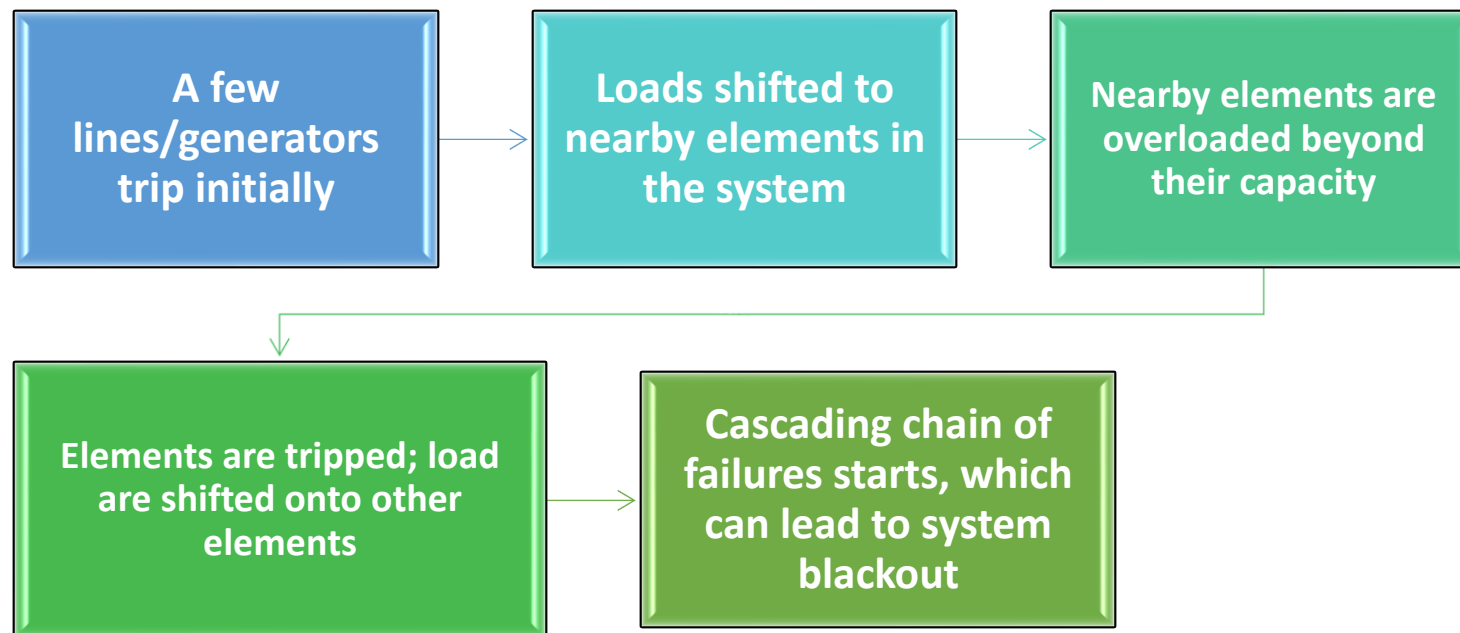 A few
lines/generators
trip initially
Loads shifted to
nearby elements in
the system
Nearby elements are
overloaded beyond
their capacity
Elements are tripped; load
are shifted onto other
elements
Cascading chain of
failures starts, which
can lead to system
blackout